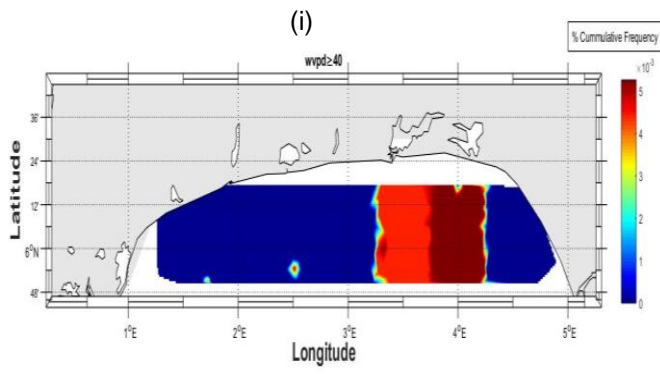 (i)
% Cummulative Frequency
wvpd≥40
×10⁻³
Latitude
36'
24'
12'
6°N
48'
5
4
3
2
1
0
1°E 2°E 3°E 4°E 5°E
Longitude